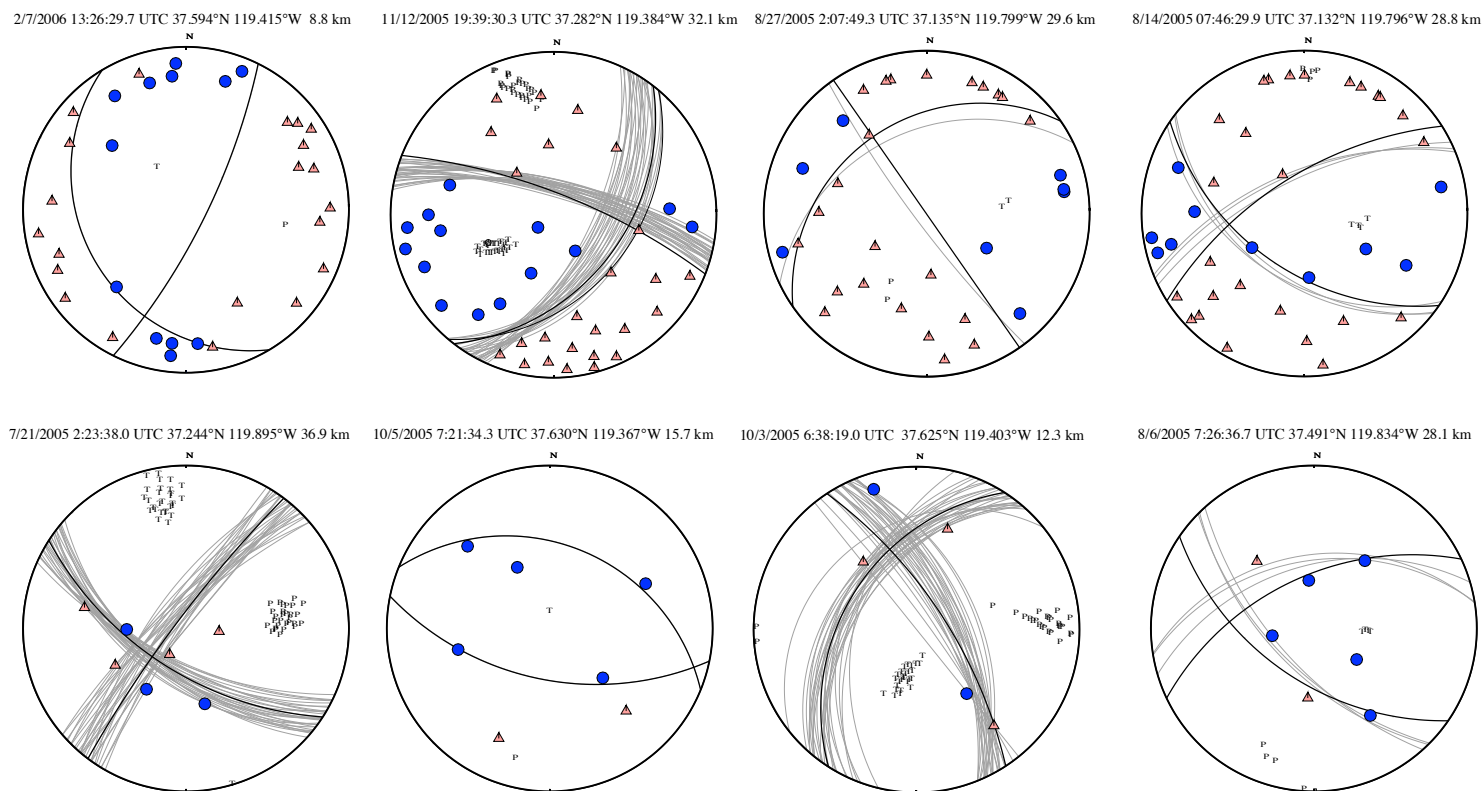 2/7/2006 13:26:29.7 UTC 37.594°N 119.415°W 8.8 km
11/12/2005 19:39:30.3 UTC 37.282°N 119.384°W 32.1 km
8/27/2005 2:07:49.3 UTC 37.135°N 119.799°W 29.6 km
8/14/2005 07:46:29.9 UTC 37.132°N 119.796°W 28.8 km
N N N N
T
P
7/21/2005 2:23:38.0 UTC 37.244°N 119.895°W 36.9 km
10/5/2005 7:21:34.3 UTC 37.630°N 119.367°W 15.7 km
10/3/2005 6:38:19.0 UTC 37.625°N 119.403°W 12.3 km
8/6/2005 7:26:36.7 UTC 37.491°N 119.834°W 28.1 km
N N N N
T
P